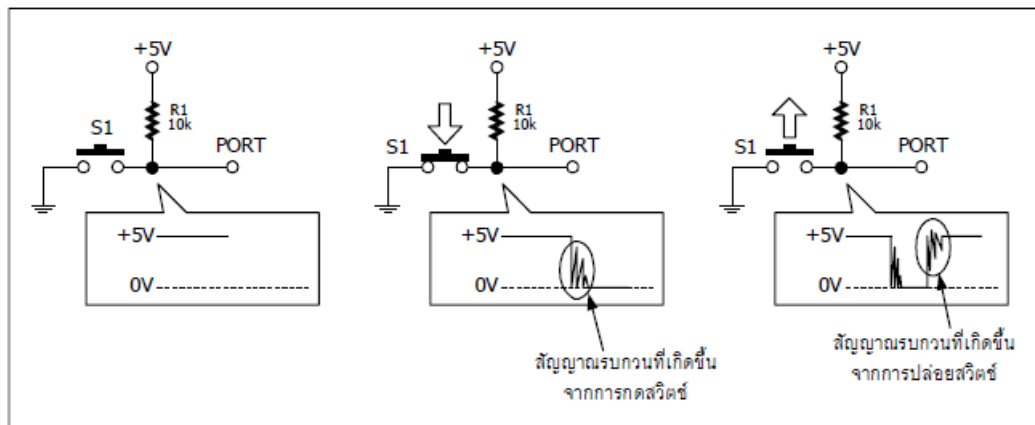 +5V
R1
10k
S1
PORT
+5V
0V
+5V
R1
10k
S1
PORT
+5V
0V
สัญญาณรบกวนที่เกิดขึ้น
จากการกดสวิตช์
+5V
R1
10k
S1
PORT
+5V
0V
สัญญาณรบกวนที่เกิดขึ้น
จากการปล่อยสวิตช์